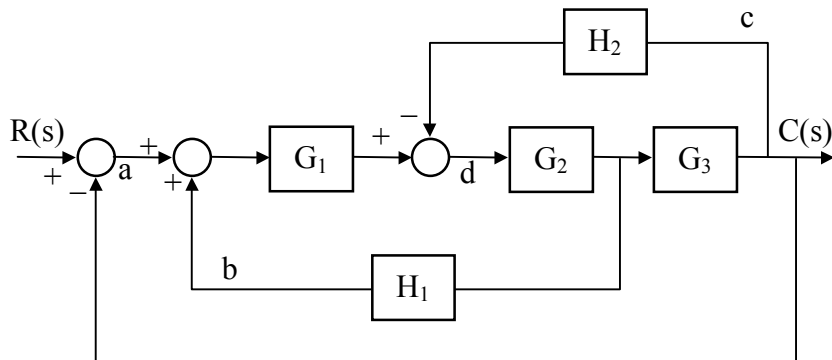 c
H₂
R(s)
+
−
a
+
+
G₁
+
−
d
G₂
G₃
C(s)
b
H₁